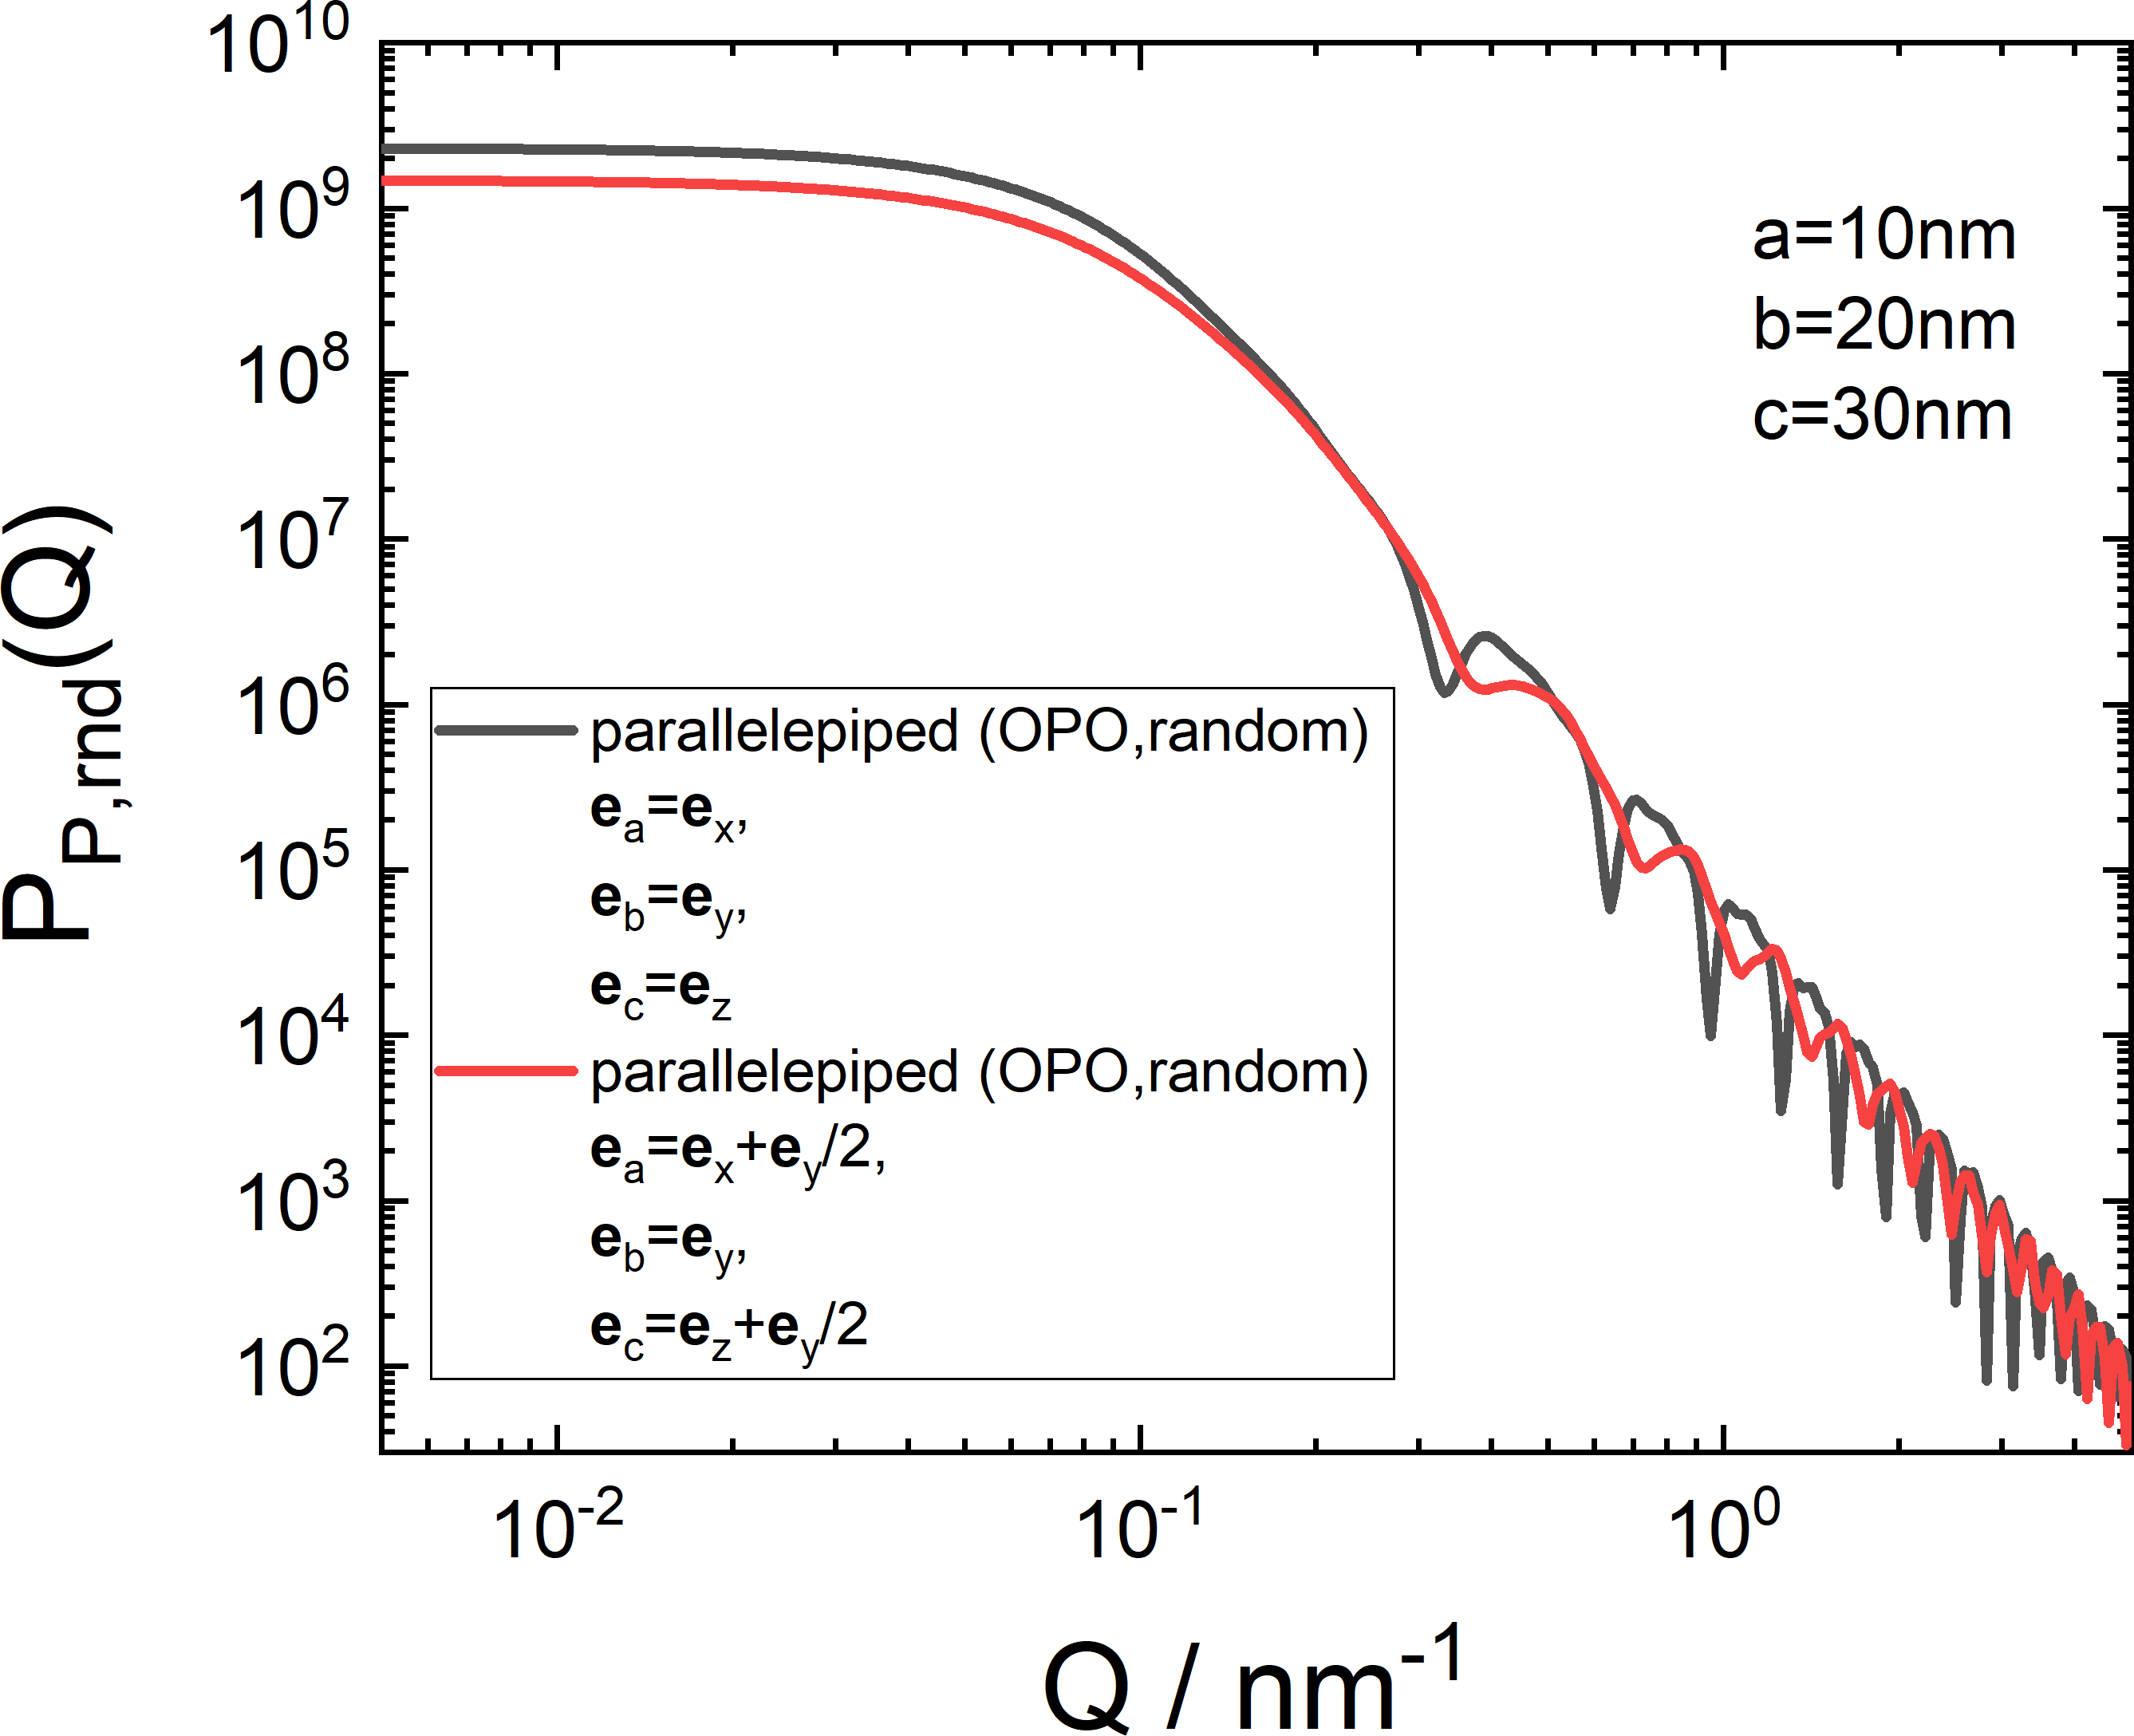 10^10
10^9
10^8
10^7
10^6
10^5
10^4
10^3
10^2
P_P,rnd(Q)
a=10nm
b=20nm
c=30nm
parallelepiped (OPO,random)
e_a=e_x,
e_b=e_y,
e_c=e_z
parallelepiped (OPO,random)
e_a=e_x+e_y/2,
e_b=e_y,
e_c=e_z+e_y/2
10^-2 10^-1 10^0
Q / nm^-1